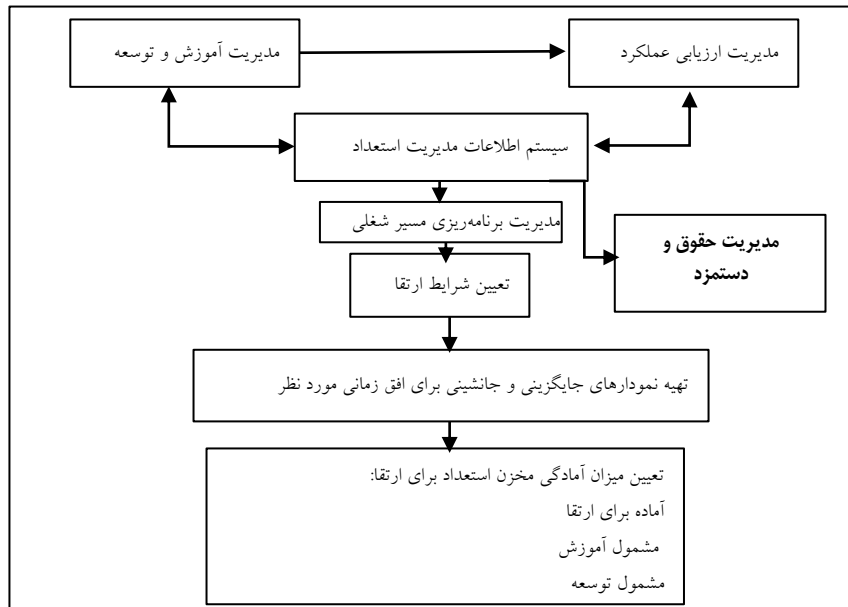 مدیریت ارزیابی عملکرد
مدیریت آموزش و توسعه
سیستم اطلاعات مدیریت استعداد
مدیریت برنامه‌ریزی مسیر شغلی
مدیریت حقوق و
دستمزد
تعیین شرایط ارتقا
تهیه نمودارهای جایگزینی و جانشینی برای افق زمانی مورد نظر
تعیین میزان آمادگی مخزن استعداد برای ارتقا:
آماده برای ارتقا
مشمول آموزش
مشمول توسعه